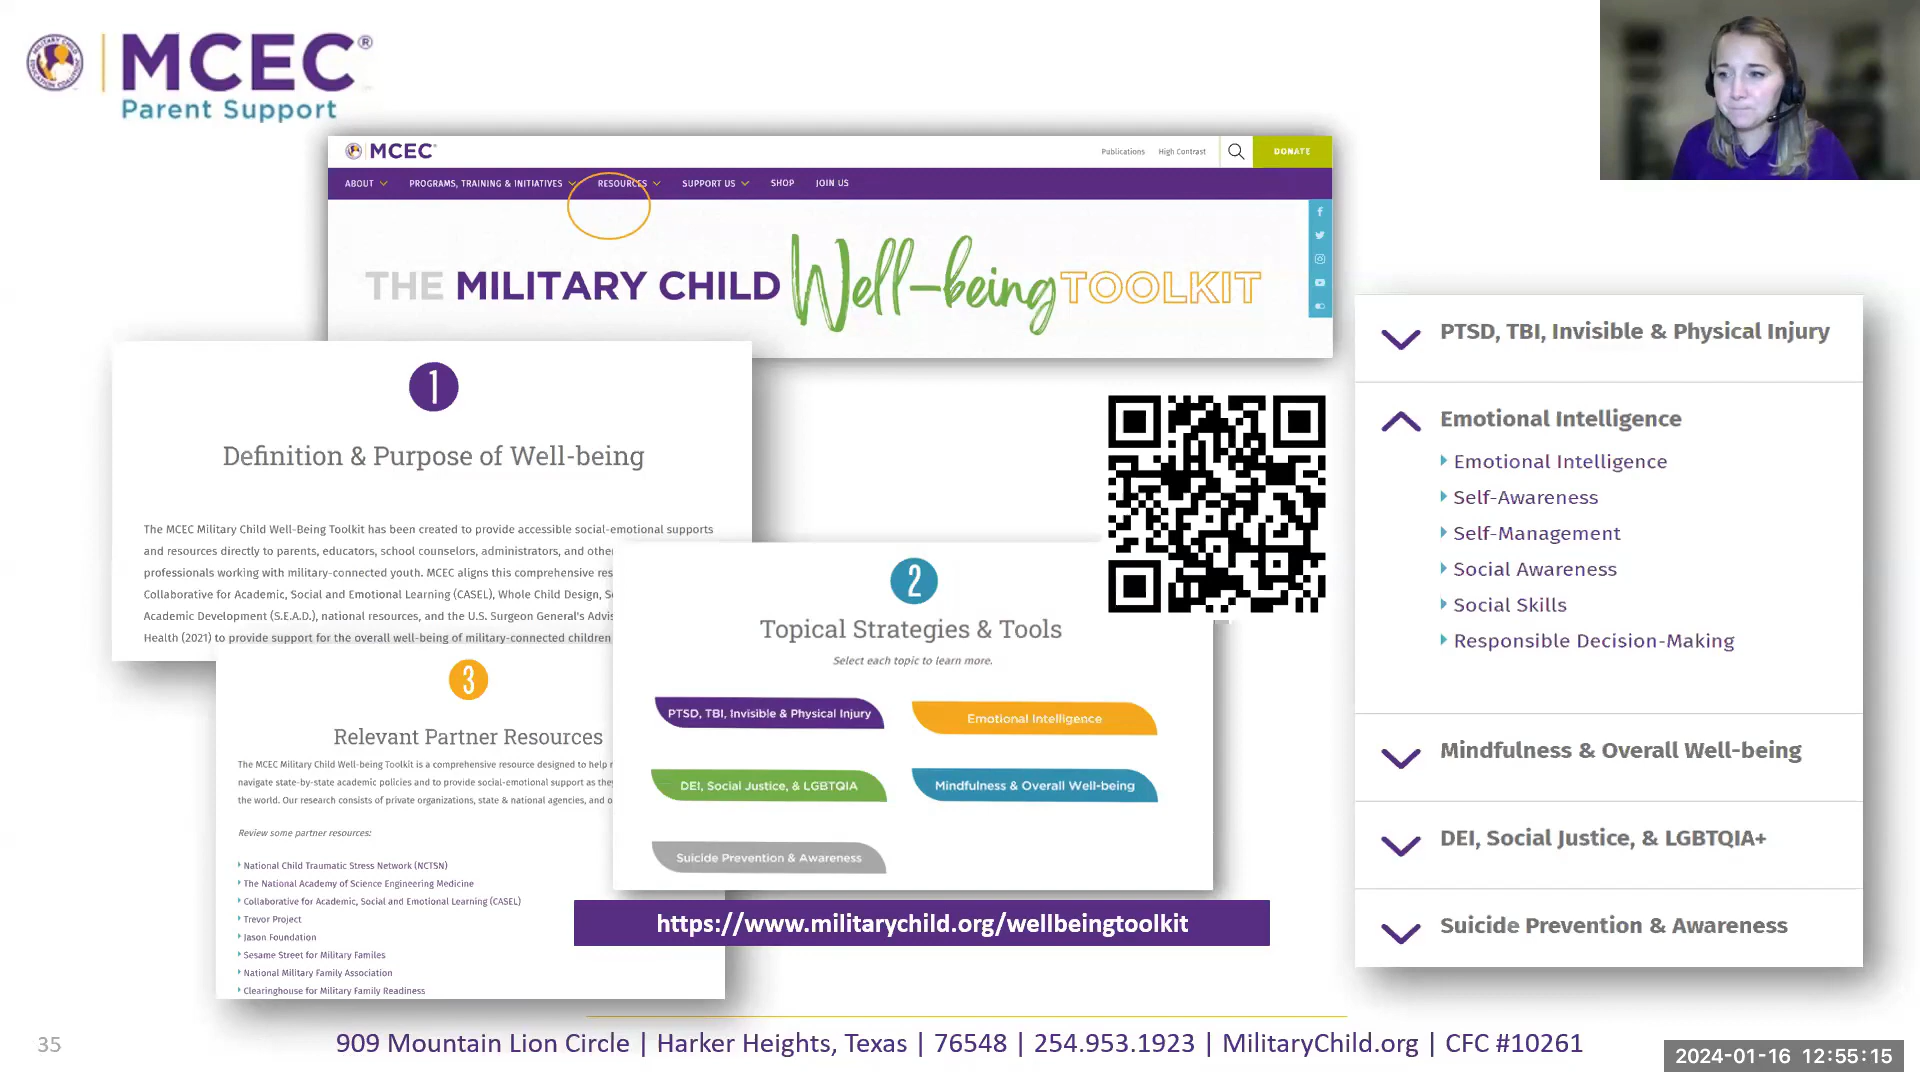 MCEC®
Parent Support
MCEC®
Publications
High Contrast
DONATE
ABOUT
PROGRAMS, TRAINING & INITIATIVES
RESOURCES
SUPPORT US
SHOP
JOIN US
THE MILITARY CHILD Well-being TOOLKIT
1
Definition & Purpose of Well-being
The MCEC Military Child Well-Being Toolkit has been created to provide accessible social-emotional supports
and resources directly to parents, educators, school counselors, administrators, and othe
professionals working with military-connected youth. MCEC aligns this comprehensive res
Collaborative for Academic, Social and Emotional Learning (CASEL), Whole Child Design, S
Academic Development (S.E.A.D.), national resources, and the U.S. Surgeon General's Advis
Health (2021) to provide support for the overall well-being of military-connected children
2
Topical Strategies & Tools
Select each topic to learn more.
PTSD, TBI, Invisible & Physical Injury
Emotional Intelligence
DEI, Social Justice, & LGBTQIA
Mindfulness & Overall Well-being
Suicide Prevention & Awareness
3
Relevant Partner Resources
The MCEC Military Child Well-being Toolkit is a comprehensive resource designed to help
navigate state-by-state academic policies and to provide social-emotional support as they
the world. Our research consists of private organizations, state & national agencies, and o
Review some partner resources:
National Child Traumatic Stress Network (NCTSN)
The National Academy of Science Engineering Medicine
Collaborative for Academic, Social and Emotional Learning (CASEL)
Trevor Project
Jason Foundation
Sesame Street for Military Familes
National Military Family Association
Clearinghouse for Military Family Readiness
https://www.militarychild.org/wellbeingtoolkit
PTSD, TBI, Invisible & Physical Injury
Emotional Intelligence
Emotional Intelligence
Self-Awareness
Self-Management
Social Awareness
Social Skills
Responsible Decision-Making
Mindfulness & Overall Well-being
DEI, Social Justice, & LGBTQIA+
Suicide Prevention & Awareness
35
909 Mountain Lion Circle | Harker Heights, Texas | 76548 | 254.953.1923 | MilitaryChild.org | CFC #10261
2024-01-16 12:55:15